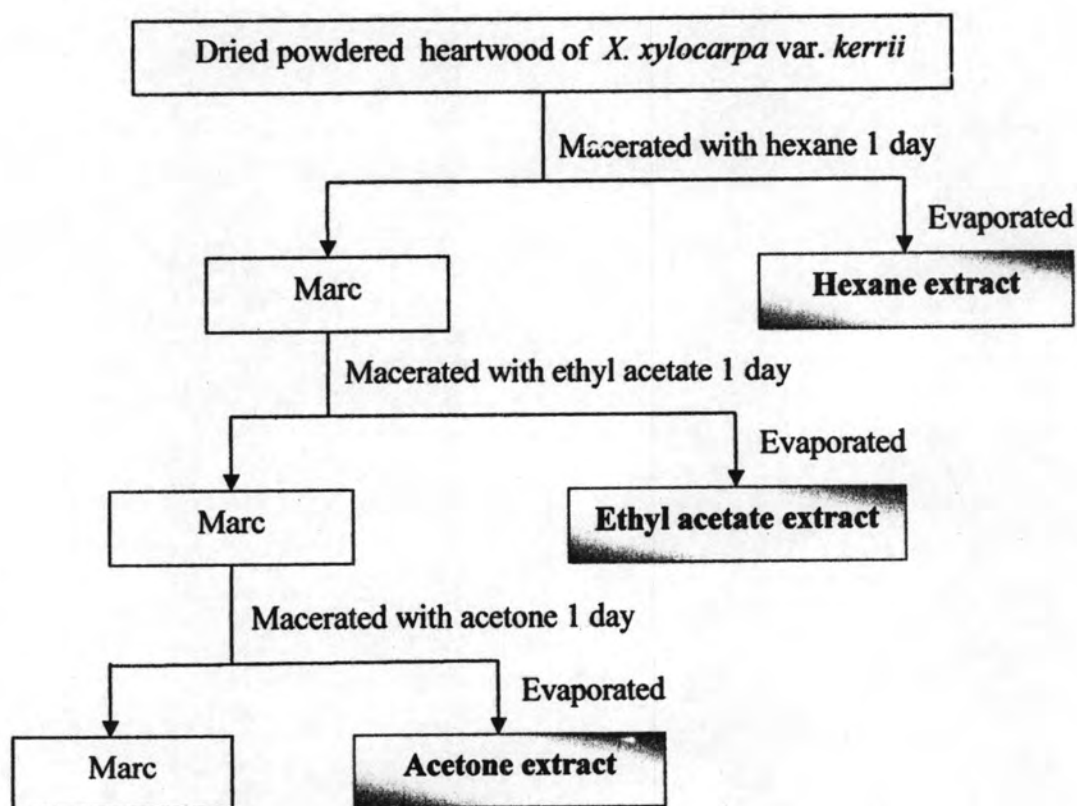 Dried powdered heartwood of X. xylocarpa var. kerrii
Macerated with hexane 1 day
Evaporated
Marc
Hexane extract
Macerated with ethyl acetate 1 day
Evaporated
Marc
Ethyl acetate extract
Macerated with acetone 1 day
Evaporated
Marc
Acetone extract